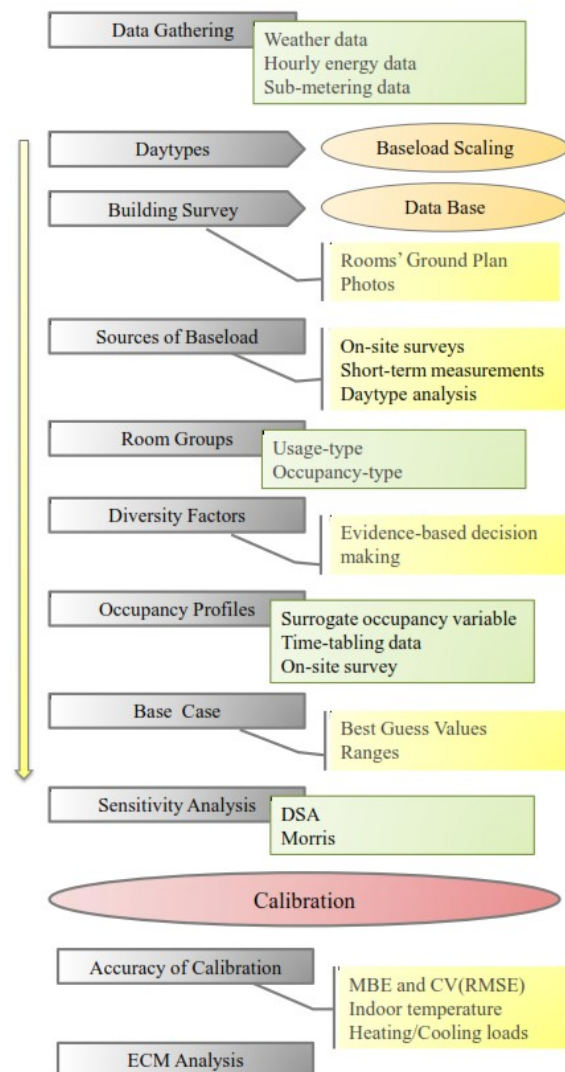 Data Gathering
Weather data
Hourly energy data
Sub-metering data
Daytypes
Baseload Scaling
Building Survey
Data Base
Rooms' Ground Plan
Photos
Sources of Baseload
On-site surveys
Short-term measurements
Daytype analysis
Room Groups
Usage-type
Occupancy-type
Diversity Factors
Evidence-based decision
making
Occupancy Profiles
Surrogate occupancy variable
Time-tabling data
On-site survey
Base Case
Best Guess Values
Ranges
Sensitivity Analysis
DSA
Morris
Calibration
Accuracy of Calibration
MBE and CV(RMSE)
Indoor temperature
Heating/Cooling loads
ECM Analysis